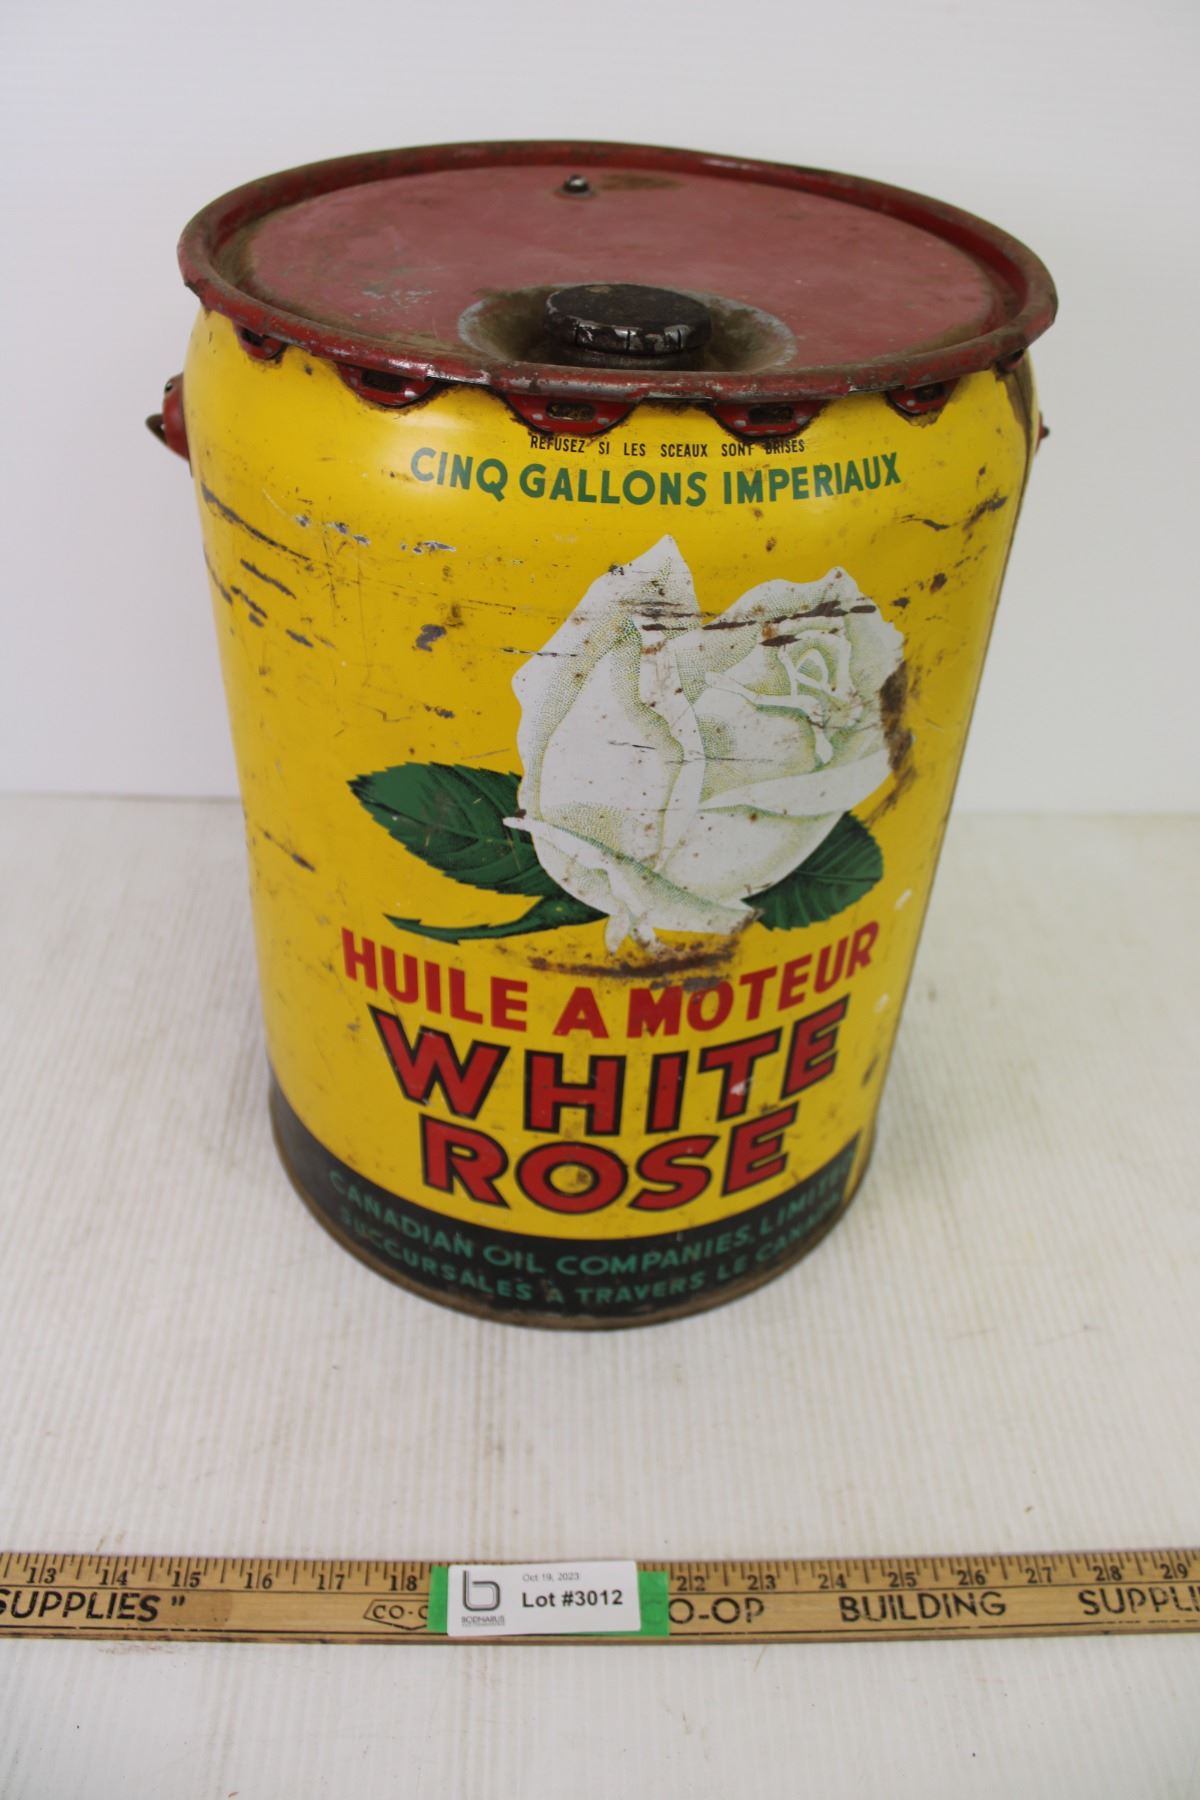 REFUSEZ SI LES SCEAUX SONT BRISES
CINQ GALLONS IMPERIAUX
HUILE A MOTEUR
WHITE
ROSE
CANADIAN OIL COMPANIES, LIMITEE
SUCCURSALES A TRAVERS LE CANADA
13 14 15 16 17 18 22 23 24 25 26 27 28 29
SUPPLIES" CO-O O-OP BUILDING SUPPLI
Oct 19, 2023
Lot #3012
b
BODNARUS